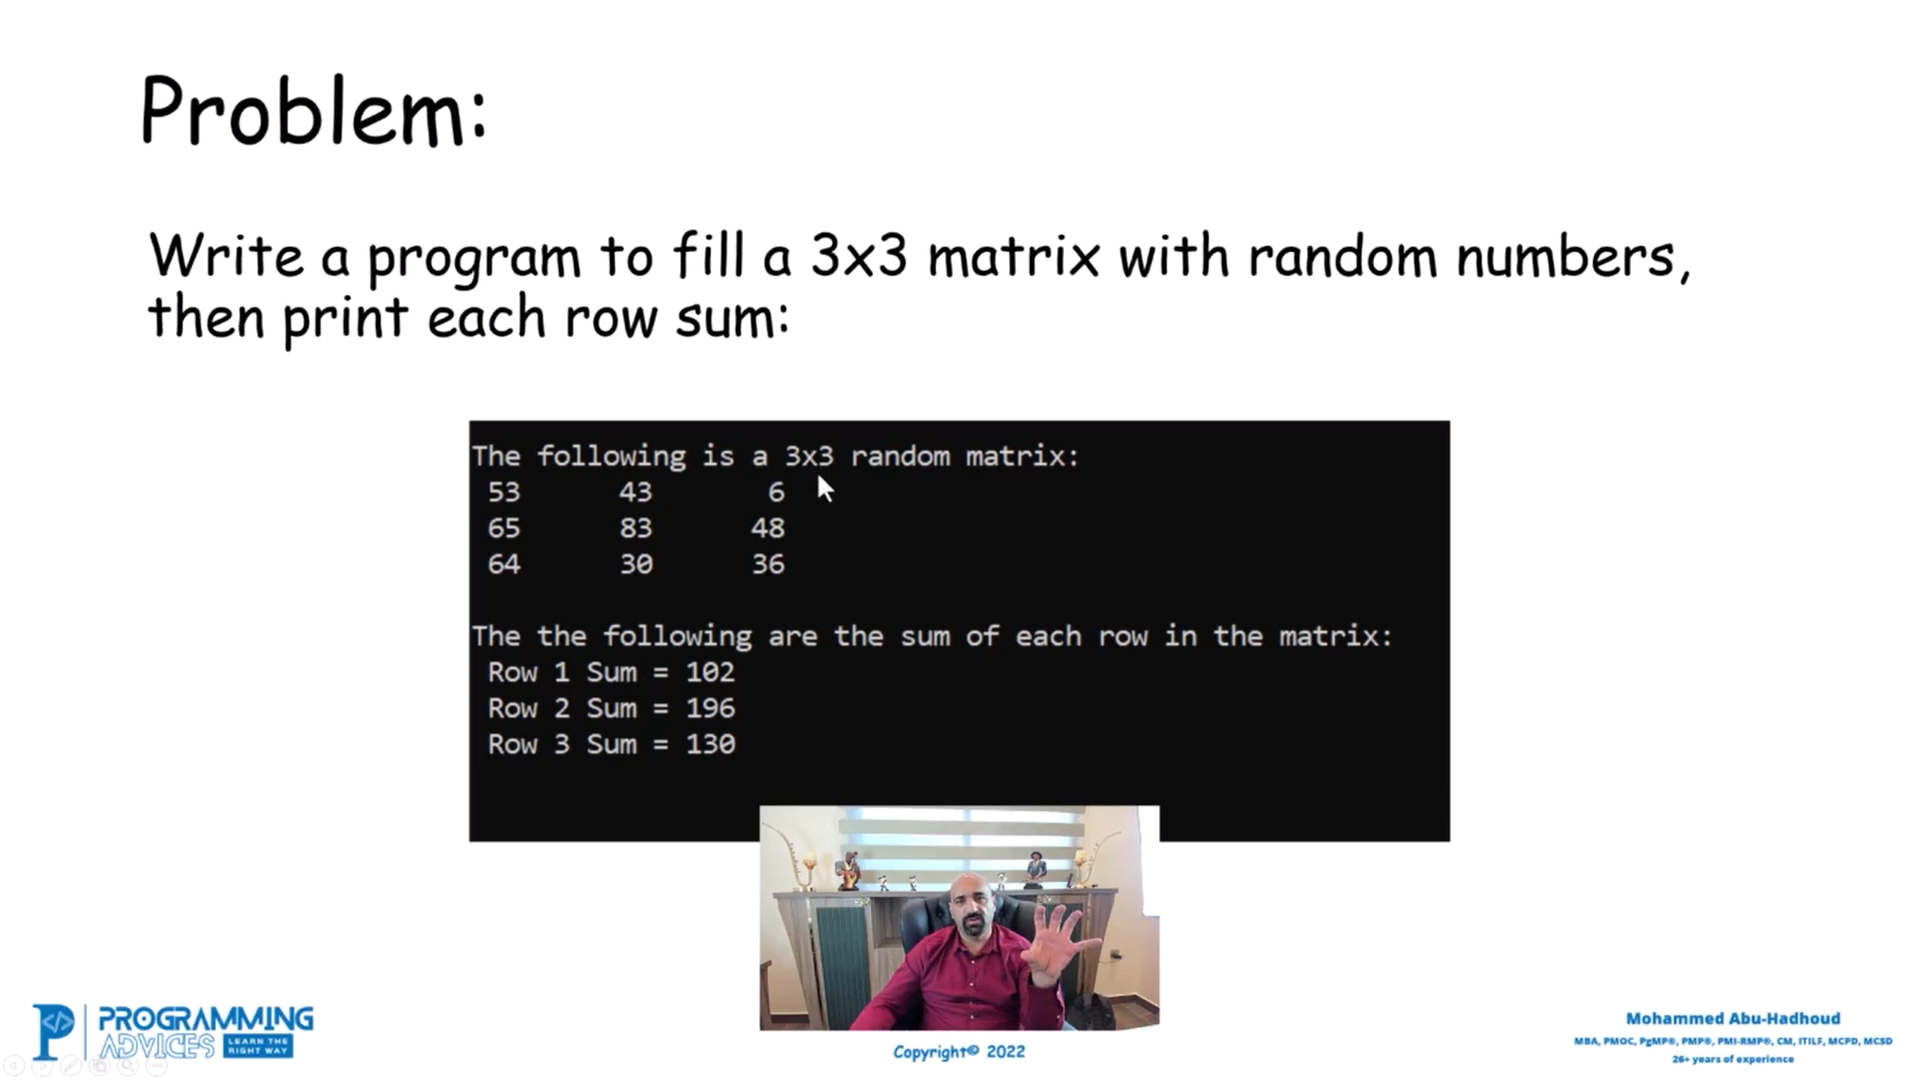 Problem:
Write a program to fill a 3x3 matrix with random numbers,
then print each row sum:
The following is a 3x3 random matrix:
53 43 6
65 83 48
64 30 36
The the following are the sum of each row in the matrix:
Row 1 Sum = 102
Row 2 Sum = 196
Row 3 Sum = 130
P </> PROGRAMMING
ADVICES LEARN THE
RIGHT WAY
Copyright© 2022
Mohammed Abu-Hadhoud
MBA, PMOC, PgMP®, PMP®, PMI-RMP®, CM, ITILF, MCPD, MCSD
26+ years of experience